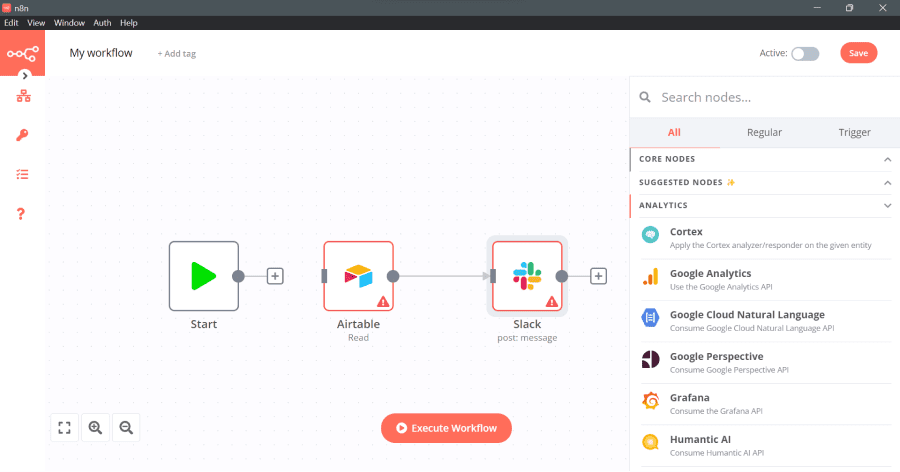 n8n
Edit View Window Auth Help
My workflow
+ Add tag
Active:
Save
Search nodes...
All Regular Trigger
CORE NODES
SUGGESTED NODES ✨
ANALYTICS
Cortex
Apply the Cortex analyzer/responder on the given entity
Google Analytics
Use the Google Analytics API
Google Cloud Natural Language
Consume Google Cloud Natural Language API
Google Perspective
Consume Google Perspective API
Grafana
Consume the Grafana API
Humantic AI
Consume Humantic AI API
Start
Airtable
Read
Slack
post: message
Execute Workflow